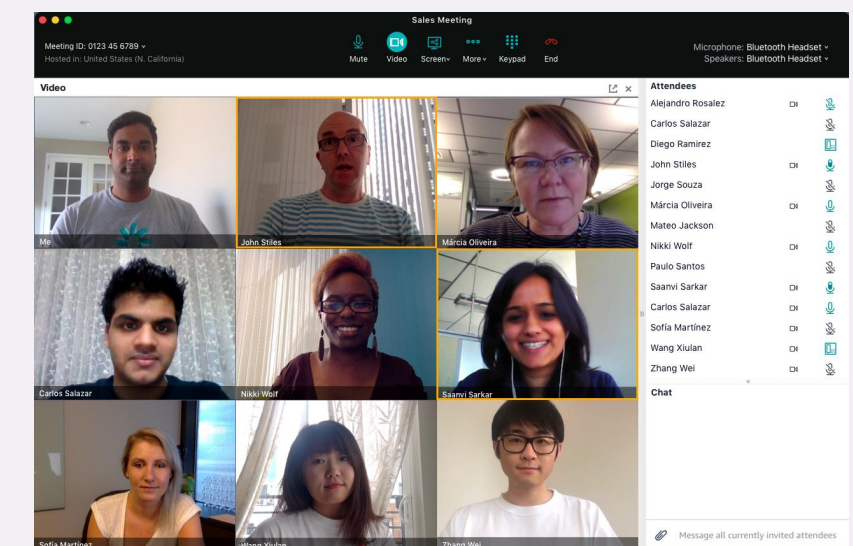 Sales Meeting
Meeting ID: 0123 45 6789
Hosted in: United States (N. California)
Mute Video Screen More Keypad End
Microphone: Bluetooth Headset
Speakers: Bluetooth Headset
Video
Me
John Stiles
Márcia Oliveira
Carlos Salazar
Nikki Wolf
Saanvi Sarkar
Sofía Martínez
Wang Xiulan
Zhang Wei
Attendees
Alejandro Rosalez
Carlos Salazar
Diego Ramirez
John Stiles
Jorge Souza
Márcia Oliveira
Mateo Jackson
Nikki Wolf
Paulo Santos
Saanvi Sarkar
Carlos Salazar
Sofía Martínez
Wang Xiulan
Zhang Wei
Chat
Message all currently invited attendees